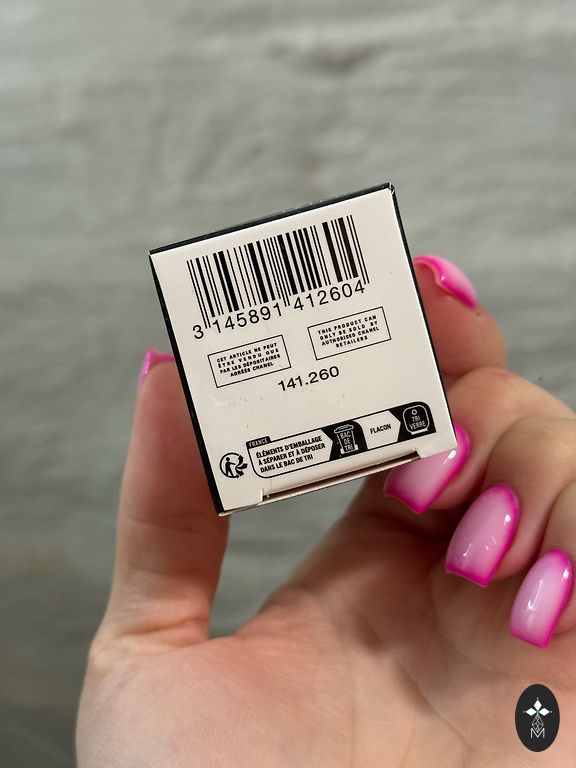 3 145891 412604
CET ARTICLE NE PEUT
ÊTRE VENDU QUE
PAR LES DÉPOSITAIRES
AGRÉÉS CHANEL
THIS PRODUCT CAN
ONLY BE SOLD BY
AUTHORISED CHANEL
RETAILERS
141.260
FRANCE
ÉLÉMENTS D'EMBALLAGE
À SÉPARER ET À DÉPOSER
DANS LE BAC DE TRI
BAC
DE
TRI
FLACON
TRI
VERRE
M